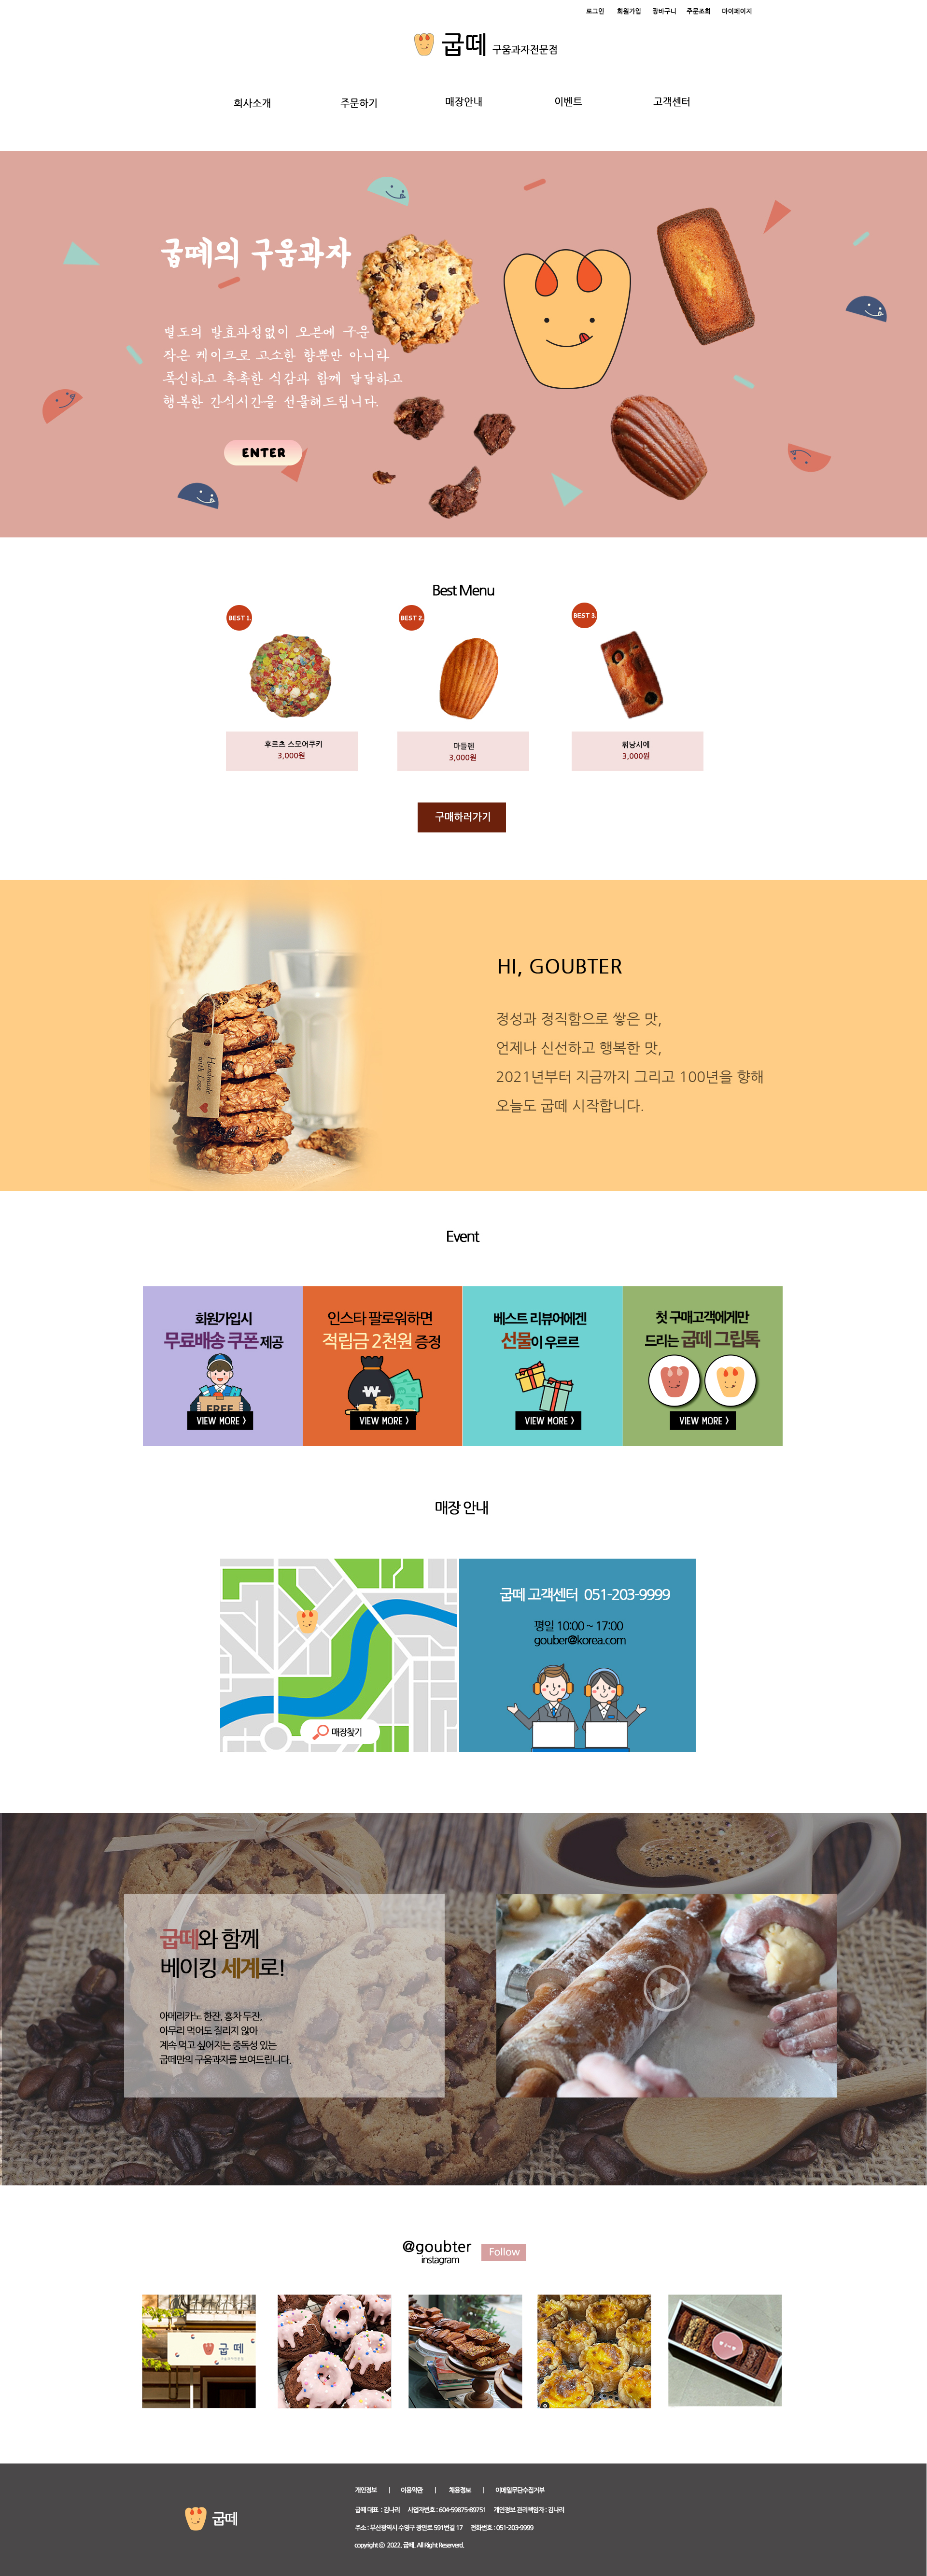 로그인 회원가입 장바구니 주문조회 마이페이지
굽떼 구움과자전문점
회사소개 주문하기 매장안내 이벤트 고객센터
굽떼의 구움과자
별도의 발효과정없이 오븐에 구운
작은 케이크로 고소한 향뿐만 아니라
폭신하고 촉촉한 식감과 함께 달달하고
행복한 간식시간을 선물해드립니다.
ENTER
Best Menu
BEST 1.
BEST 2.
BEST 3.
후르츠 스모어쿠키
3,000원
마들렌
3,000원
휘낭시에
3,000원
구매하러가기
Handmade
with Love
HI, GOUBTER
정성과 정직함으로 쌓은 맛,
언제나 신선하고 행복한 맛,
2021년부터 지금까지 그리고 100년을 향해
오늘도 굽떼 시작합니다.
Event
회원가입시
무료배송 쿠폰 제공
FREE
VIEW MORE >
인스타 팔로워하면
적립금 2천원 증정
₩
VIEW MORE >
베스트 리뷰어에겐
선물이 우르르
VIEW MORE >
첫 구매고객에게만
드리는 굽떼 그립톡
VIEW MORE >
매장 안내
매장찾기
굽떼 고객센터 051-203-9999
평일 10:00 ~ 17:00
gouber@korea.com
굽떼와 함께
베이킹 세계로!
아메리카노 한잔, 홍차 두잔,
아무리 먹어도 질리지 않아
계속 먹고 싶어지는 중독성 있는
굽떼만의 구움과자를 보여드립니다.
@goubter
instagram
Follow
굽떼
구움과자전문점
굽떼
개인정보 | 이용약관 | 채용정보 | 이메일무단수집거부
굽떼 대표 : 김나리 사업자번호 : 604-59875-89751 개인정보 관리책임자 : 김나리
주소 : 부산광역시 수영구 광안로 591번길 17 전화번호 : 051-203-9999
copyright ⓒ 2022. 굽떼. All Right Reserverd.